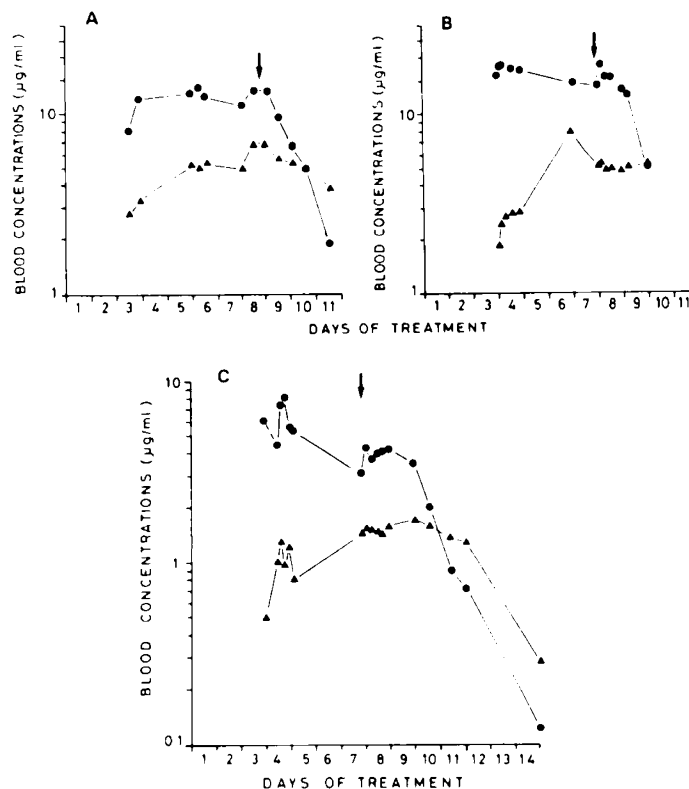 A
BLOOD CONCENTRATIONS (µg/ml)
10
1
1 2 3 4 5 6 7 8 9 10 11
B
BLOOD CONCENTRATIONS (µg/ml)
10
1
1 2 3 4 5 6 7 8 9 10 11
DAYS OF TREATMENT
C
BLOOD CONCENTRATIONS (µg/ml)
10
1
0 1
1 2 3 4 5 7 8 9 10 11 12 13 14
DAYS OF TREATMENT